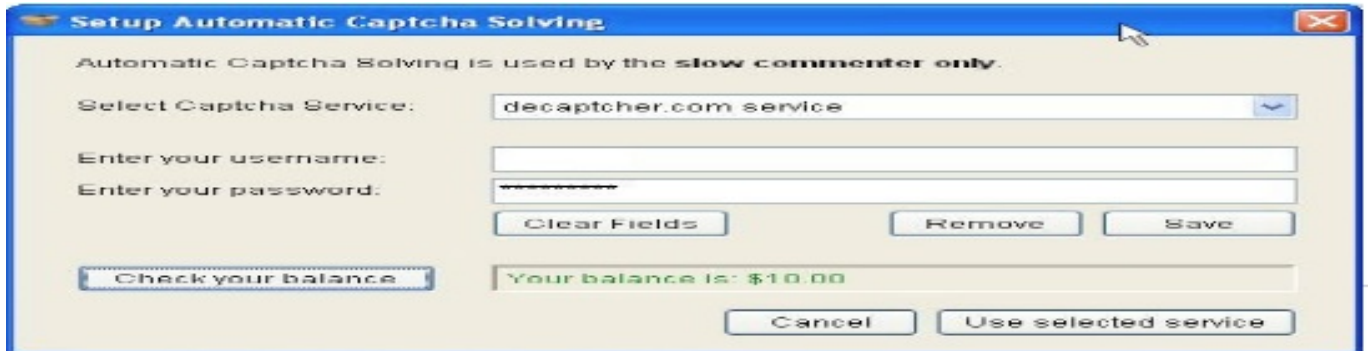 Setup Automatic Captcha Solving
Automatic Captcha Solving is used by the slow commenter only.
Select Captcha Service: decaptcher.com service
Enter your username:
Enter your password: *********
Clear Fields Remove Save
Check your balance Your balance is: $10.00
Cancel Use selected service